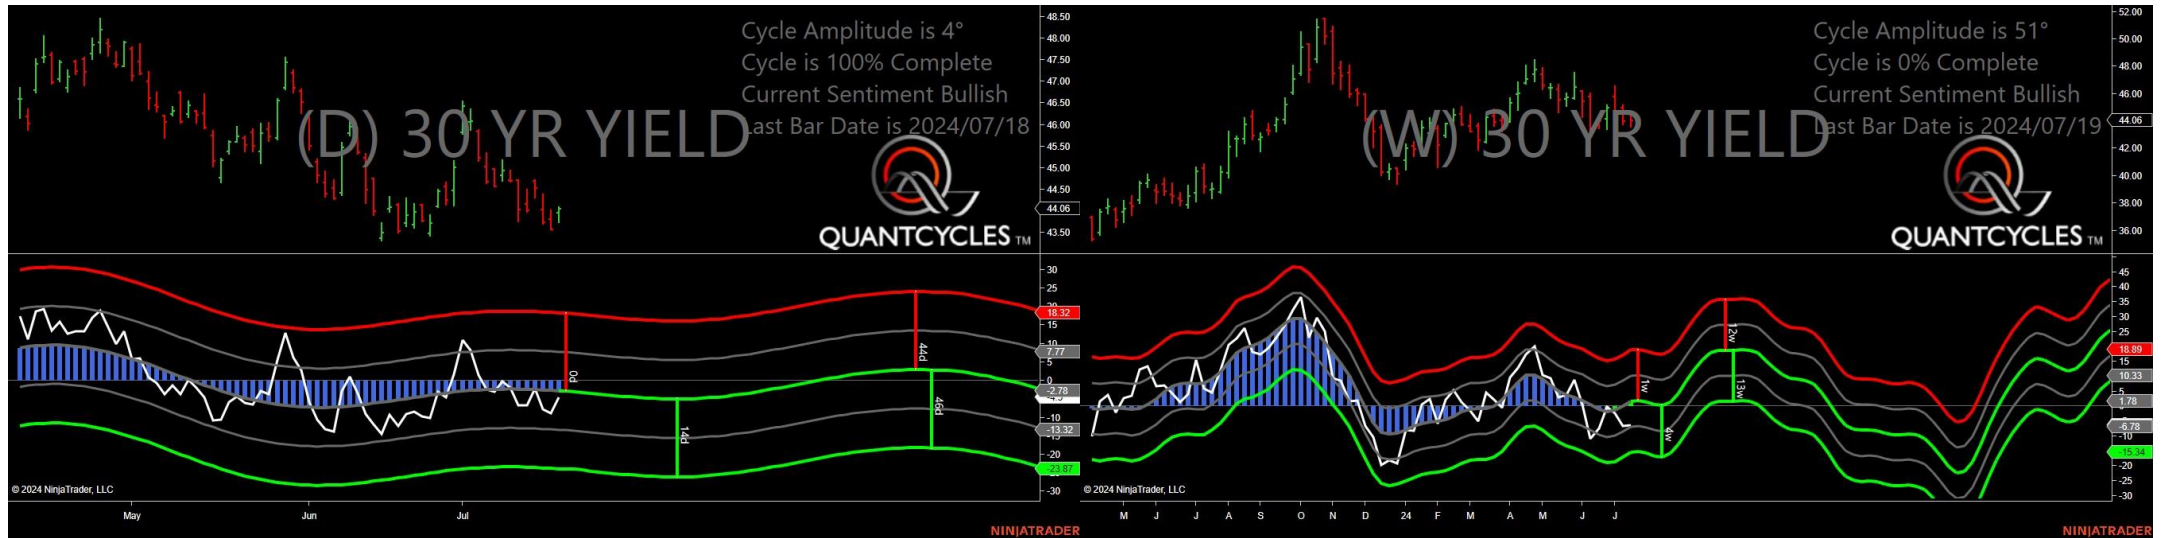 Cycle Amplitude is 4°
Cycle is 100% Complete
Current Sentiment Bullish
Last Bar Date is 2024/07/18
(D) 30 YR YIELD
QUANTCYCLES TM
48.50
48.00
47.50
47.00
46.50
46.00
45.50
45.00
44.50
44.06
43.50
30
25
18.32
15
7.77
5
0
-2.78
-10
-13.32
-20
-23.87
-30
0d
14d
44d
46d
© 2024 NinjaTrader, LLC
May
Jun
Jul
NINJATRADER
Cycle Amplitude is 51°
Cycle is 0% Complete
Current Sentiment Bullish
Last Bar Date is 2024/07/19
(W) 30 YR YIELD
QUANTCYCLES TM
52.00
50.00
48.00
46.00
44.06
42.00
40.00
38.00
36.00
45
40
35
30
25
18.89
15
10.33
5
1.78
-6.78
-10
-15.34
-20
-25
-30
1w
4w
12w
13w
© 2024 NinjaTrader, LLC
M J J A S O N D 24 F M A M J J
NINJATRADER